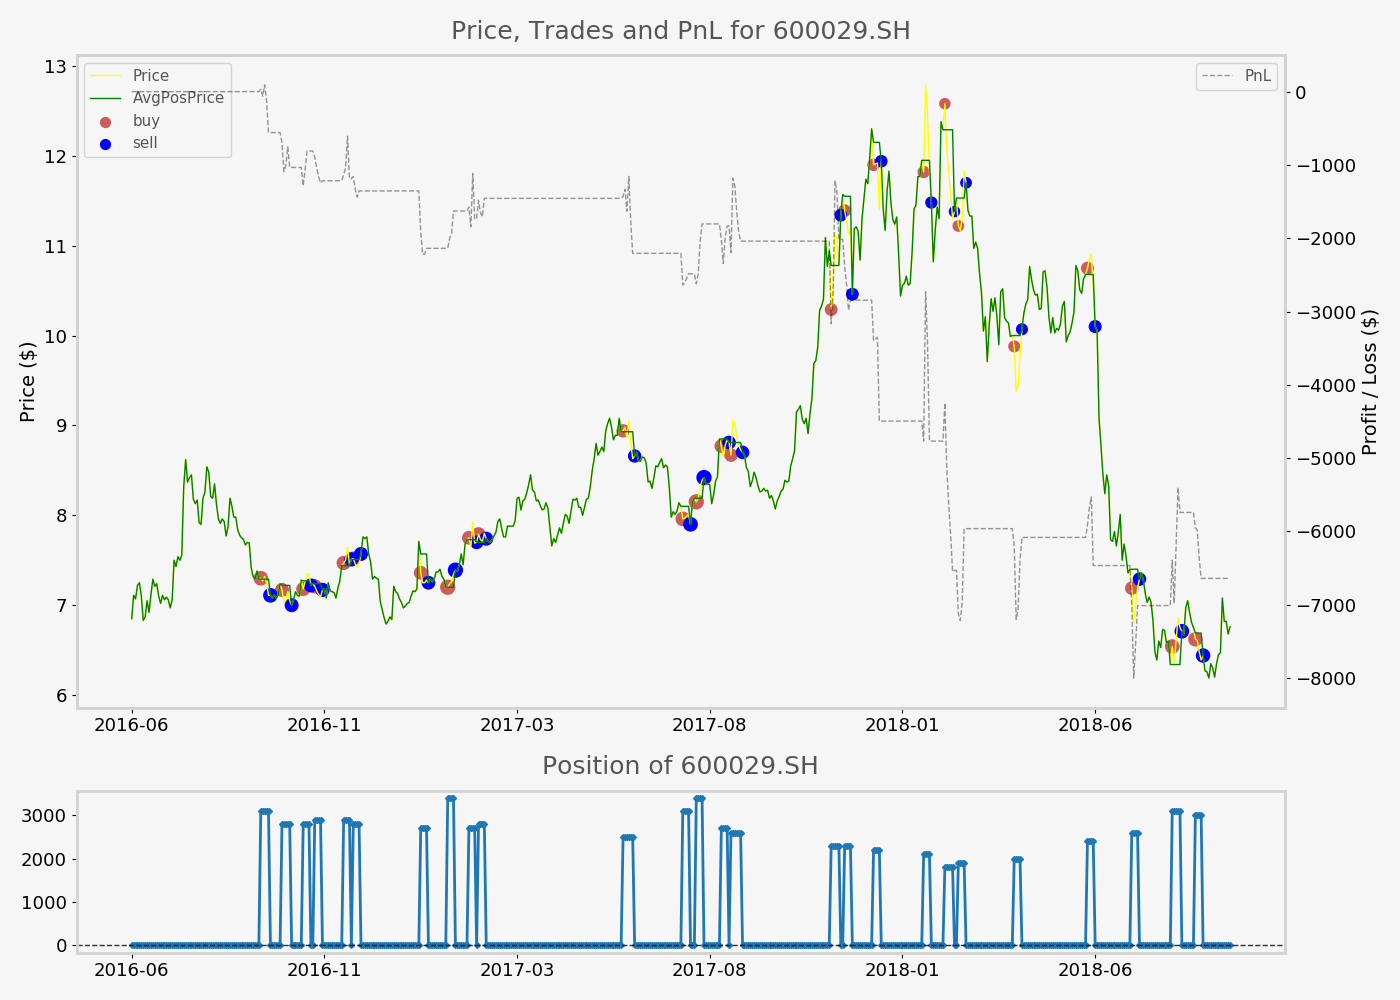 Price, Trades and PnL for 600029.SH
Price
AvgPosPrice
buy
sell
PnL
13
12
11
10
9
8
7
6
Price ($)
0
−1000
−2000
−3000
−4000
−5000
−6000
−7000
−8000
Profit / Loss ($)
2016-06 2016-11 2017-03 2017-08 2018-01 2018-06
Position of 600029.SH
3000
2000
1000
0
2016-06 2016-11 2017-03 2017-08 2018-01 2018-06